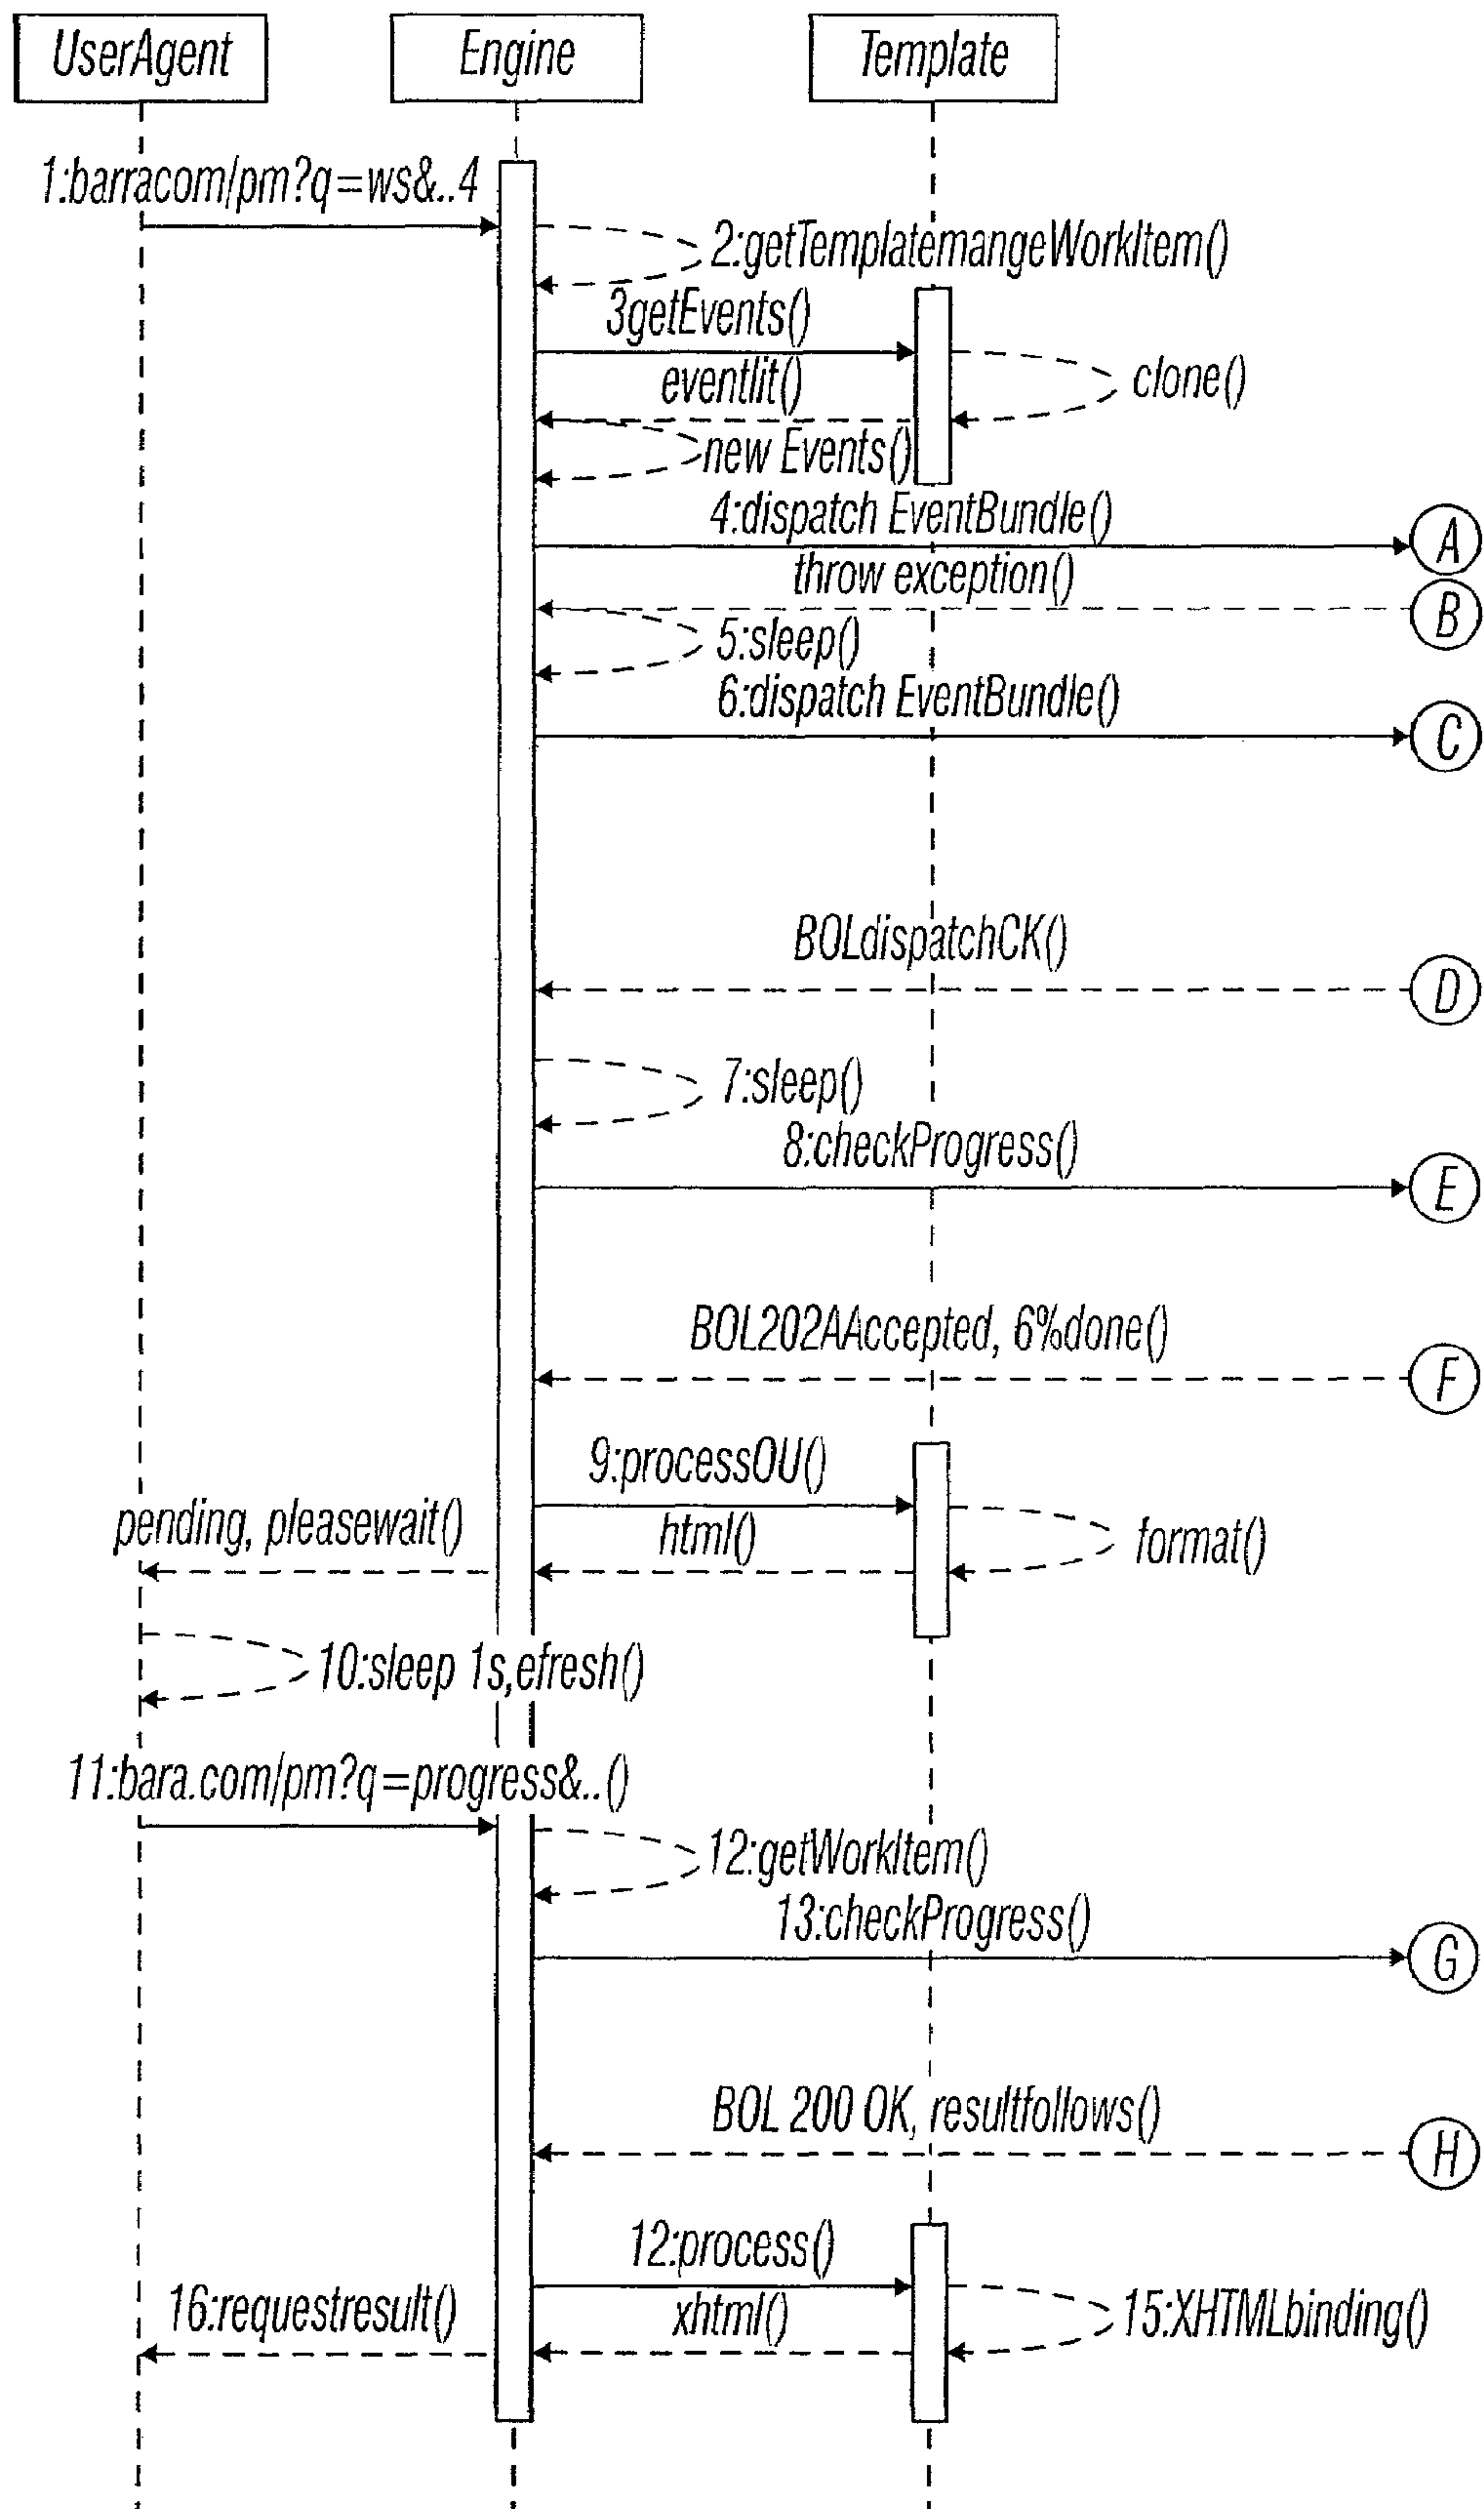 UserAgent
Engine
Template
1:barracom/pm?q=ws&..4
2:getTemplatemangeWorkItem()
3getEvents()
clone()
eventlit()
new Events()
4:dispatch EventBundle()
A
throw exception()
B
5:sleep()
6:dispatch EventBundle()
C
BOLdispatchCK()
D
7:sleep()
8:checkProgress()
E
BOL202AAccepted, 6%done()
F
9:processOU()
pending, pleasewait()
html()
format()
10:sleep 1s,efresh()
11:bara.com/pm?q=progress&..()
12:getWorkItem()
13:checkProgress()
G
BOL 200 OK, resultfollows()
H
12:process()
16:requestresult()
xhtml()
15:XHTMLbinding()